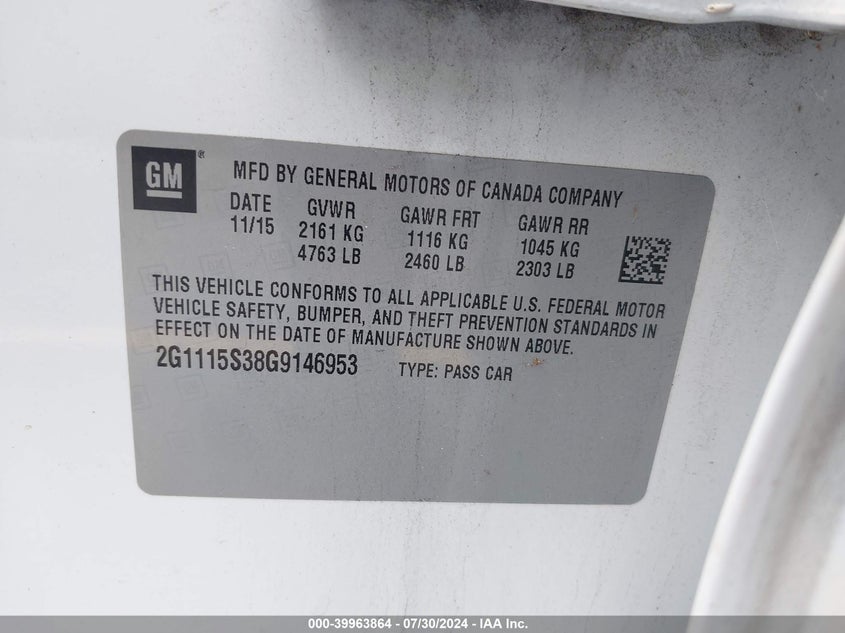 GM®
MFD BY GENERAL MOTORS OF CANADA COMPANY
DATE GVWR GAWR FRT GAWR RR
11/15 2161 KG 1116 KG 1045 KG
4763 LB 2460 LB 2303 LB
THIS VEHICLE CONFORMS TO ALL APPLICABLE U.S. FEDERAL MOTOR
VEHICLE SAFETY, BUMPER, AND THEFT PREVENTION STANDARDS IN
EFFECT ON THE DATE OF MANUFACTURE SHOWN ABOVE.
2G1115S38G9146953 TYPE: PASS CAR
000-39963864 - 07/30/2024 - IAA Inc.